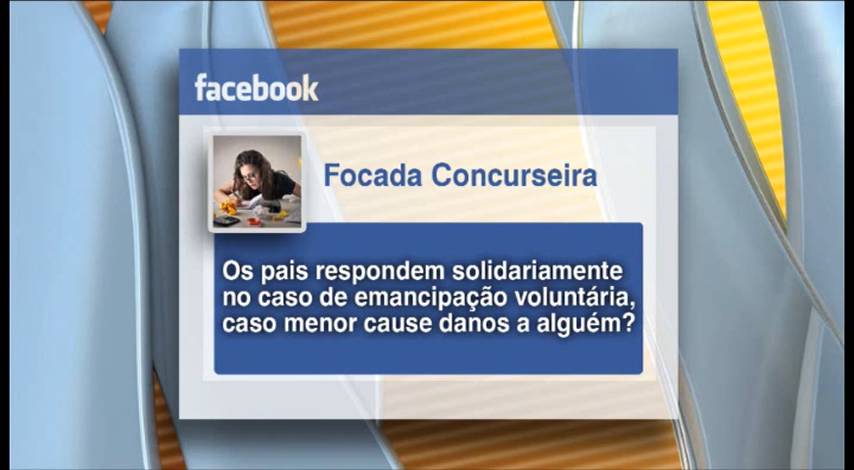 facebook
Focada Concurseira
Os pais respondem solidariamente
no caso de emancipação voluntária,
caso menor cause danos a alguém?